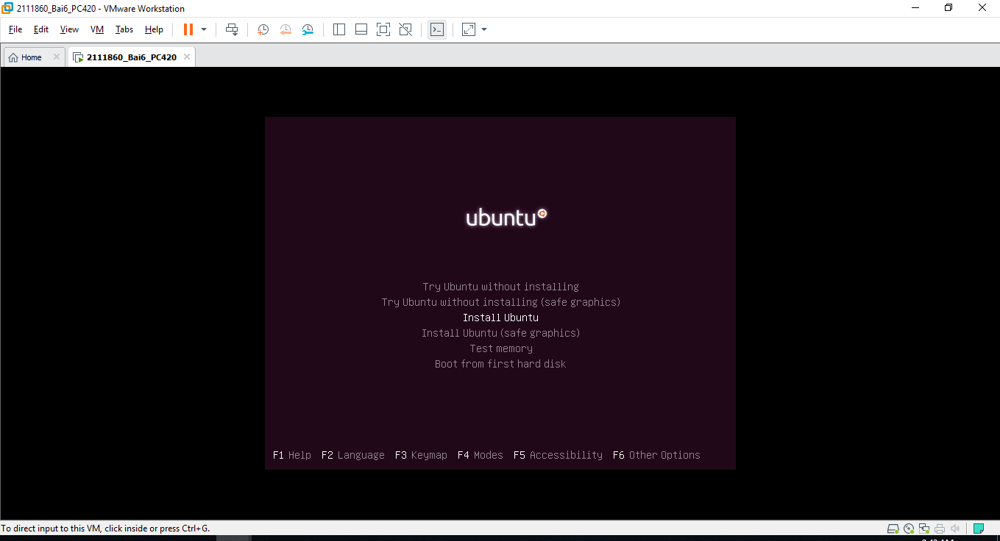 2111860_Bai6_PC420 - VMware Workstation
File Edit View VM Tabs Help
Home 2111860_Bai6_PC420
ubuntu
Try Ubuntu without installing
Try Ubuntu without installing (safe graphics)
Install Ubuntu
Install Ubuntu (safe graphics)
Test memory
Boot from first hard disk
F1 Help F2 Language F3 Keymap F4 Modes F5 Accessibility F6 Other Options
To direct input to this VM, click inside or press Ctrl+G.